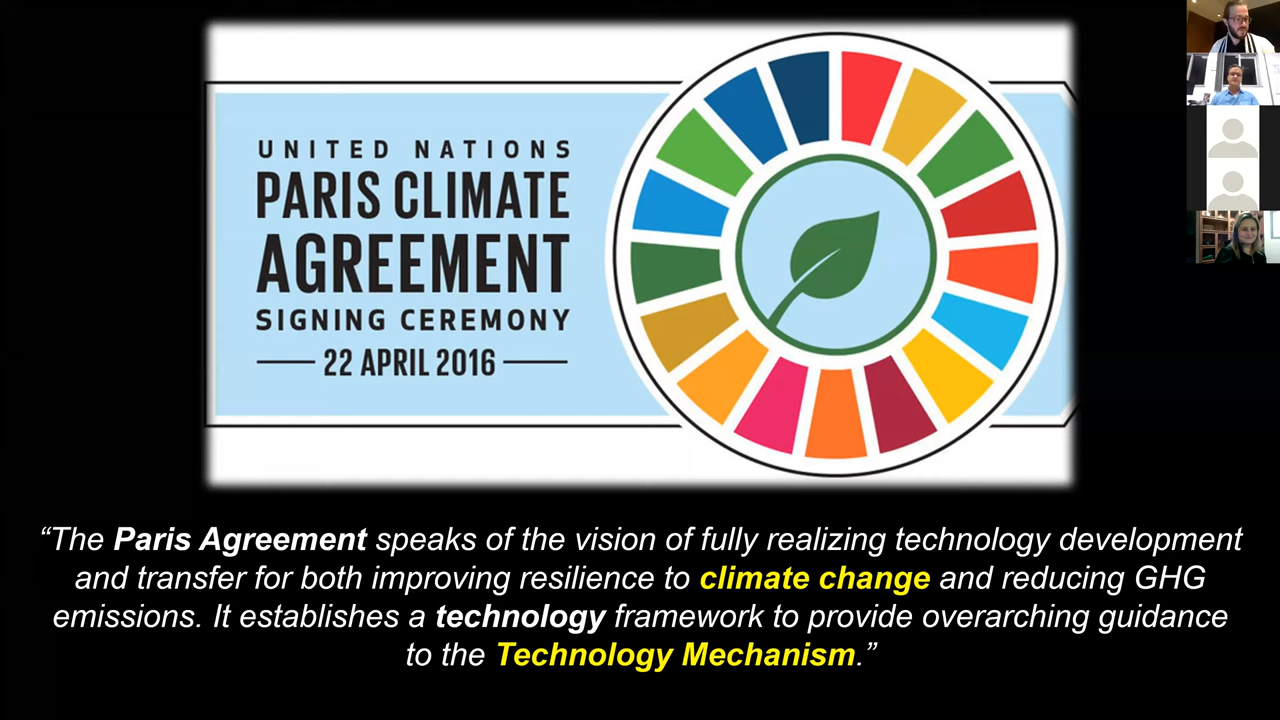 UNITED NATIONS
PARIS CLIMATE
AGREEMENT
SIGNING CEREMONY
22 APRIL 2016
“The Paris Agreement speaks of the vision of fully realizing technology development
and transfer for both improving resilience to climate change and reducing GHG
emissions. It establishes a technology framework to provide overarching guidance
to the Technology Mechanism.”